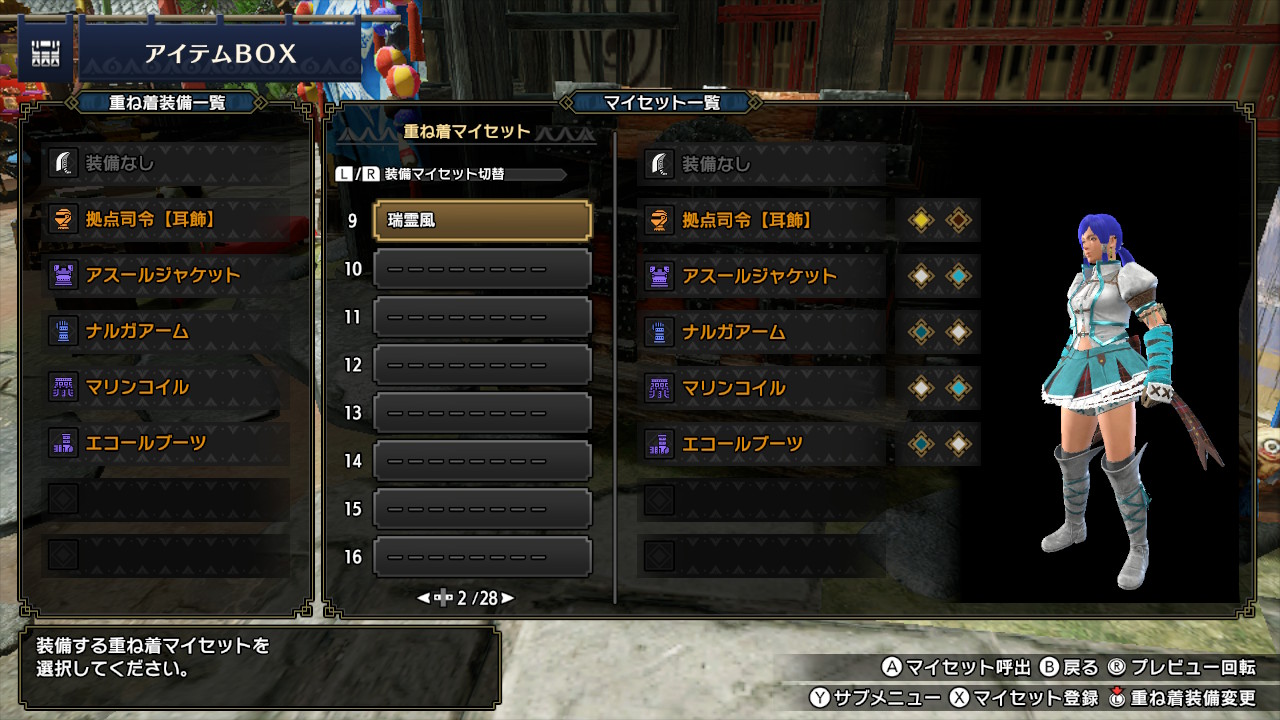 アイテムBOX
重ね着装備一覧
装備なし
拠点司令【耳飾】
アスールジャケット
ナルガアーム
マリンコイル
エコールブーツ
マイセット一覧
重ね着マイセット
L/R 装備マイセット切替
9 瑞霊風
10 --------
11 --------
12 --------
13 --------
14 --------
15 --------
16 --------
2/28
装備なし
拠点司令【耳飾】
アスールジャケット
ナルガアーム
マリンコイル
エコールブーツ
装備する重ね着マイセットを
選択してください。
Aマイセット呼出 B戻る Rプレビュー回転
Yサブメニュー Xマイセット登録 L重ね着装備変更